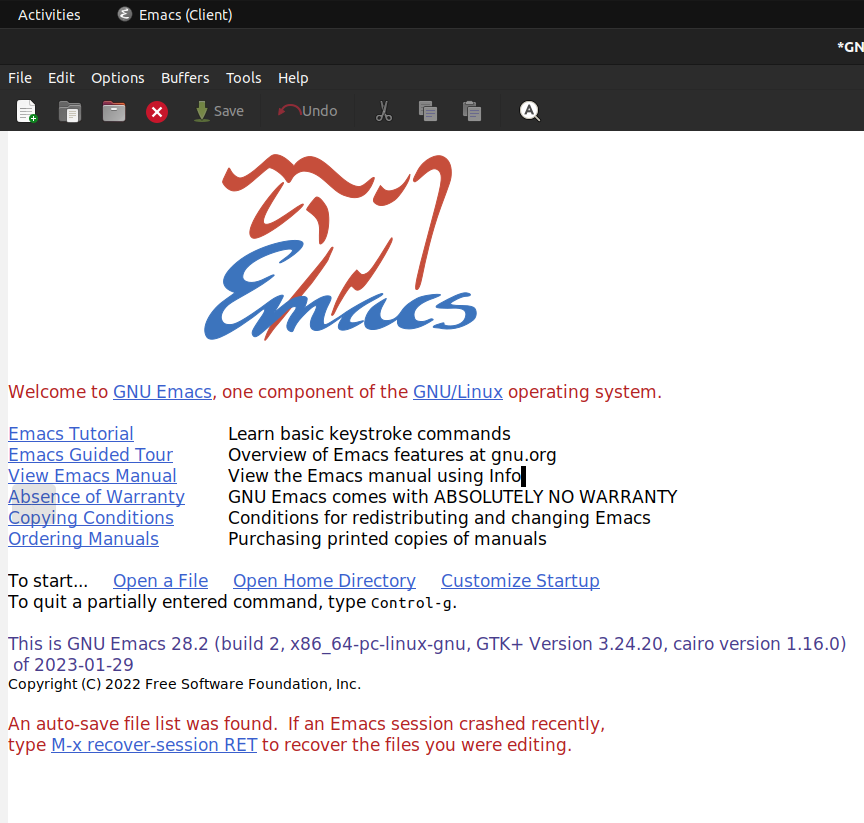 Activities Emacs (Client)
*GN
File Edit Options Buffers Tools Help
Save Undo
Emacs
Welcome to GNU Emacs, one component of the GNU/Linux operating system.
Emacs Tutorial Learn basic keystroke commands
Emacs Guided Tour Overview of Emacs features at gnu.org
View Emacs Manual View the Emacs manual using Info
Absence of Warranty GNU Emacs comes with ABSOLUTELY NO WARRANTY
Copying Conditions Conditions for redistributing and changing Emacs
Ordering Manuals Purchasing printed copies of manuals
To start... Open a File Open Home Directory Customize Startup
To quit a partially entered command, type Control-g.
This is GNU Emacs 28.2 (build 2, x86_64-pc-linux-gnu, GTK+ Version 3.24.20, cairo version 1.16.0)
of 2023-01-29
Copyright (C) 2022 Free Software Foundation, Inc.
An auto-save file list was found.  If an Emacs session crashed recently,
type M-x recover-session RET to recover the files you were editing.